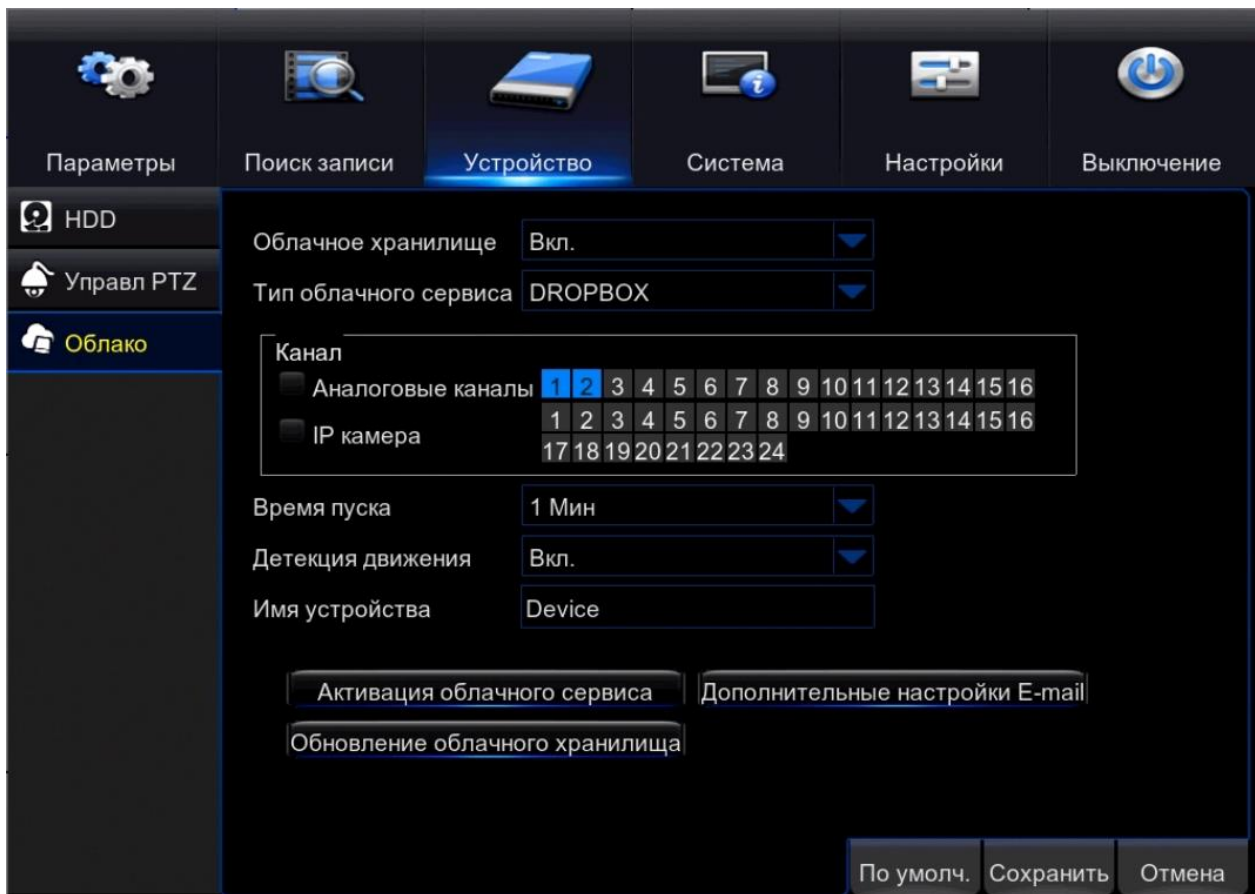 Параметры Поиск записи Устройство Система Настройки Выключение
HDD
Управл PTZ
Облако
Облачное хранилище Вкл.
Тип облачного сервиса DROPBOX
Канал
Аналоговые каналы 1 2 3 4 5 6 7 8 9 10 11 12 13 14 15 16
IP камера 1 2 3 4 5 6 7 8 9 10 11 12 13 14 15 16
17 18 19 20 21 22 23 24
Время пуска 1 Мин
Детекция движения Вкл.
Имя устройства Device
Активация облачного сервиса Дополнительные настройки E-mail
Обновление облачного хранилища
По умолч. Сохранить Отмена